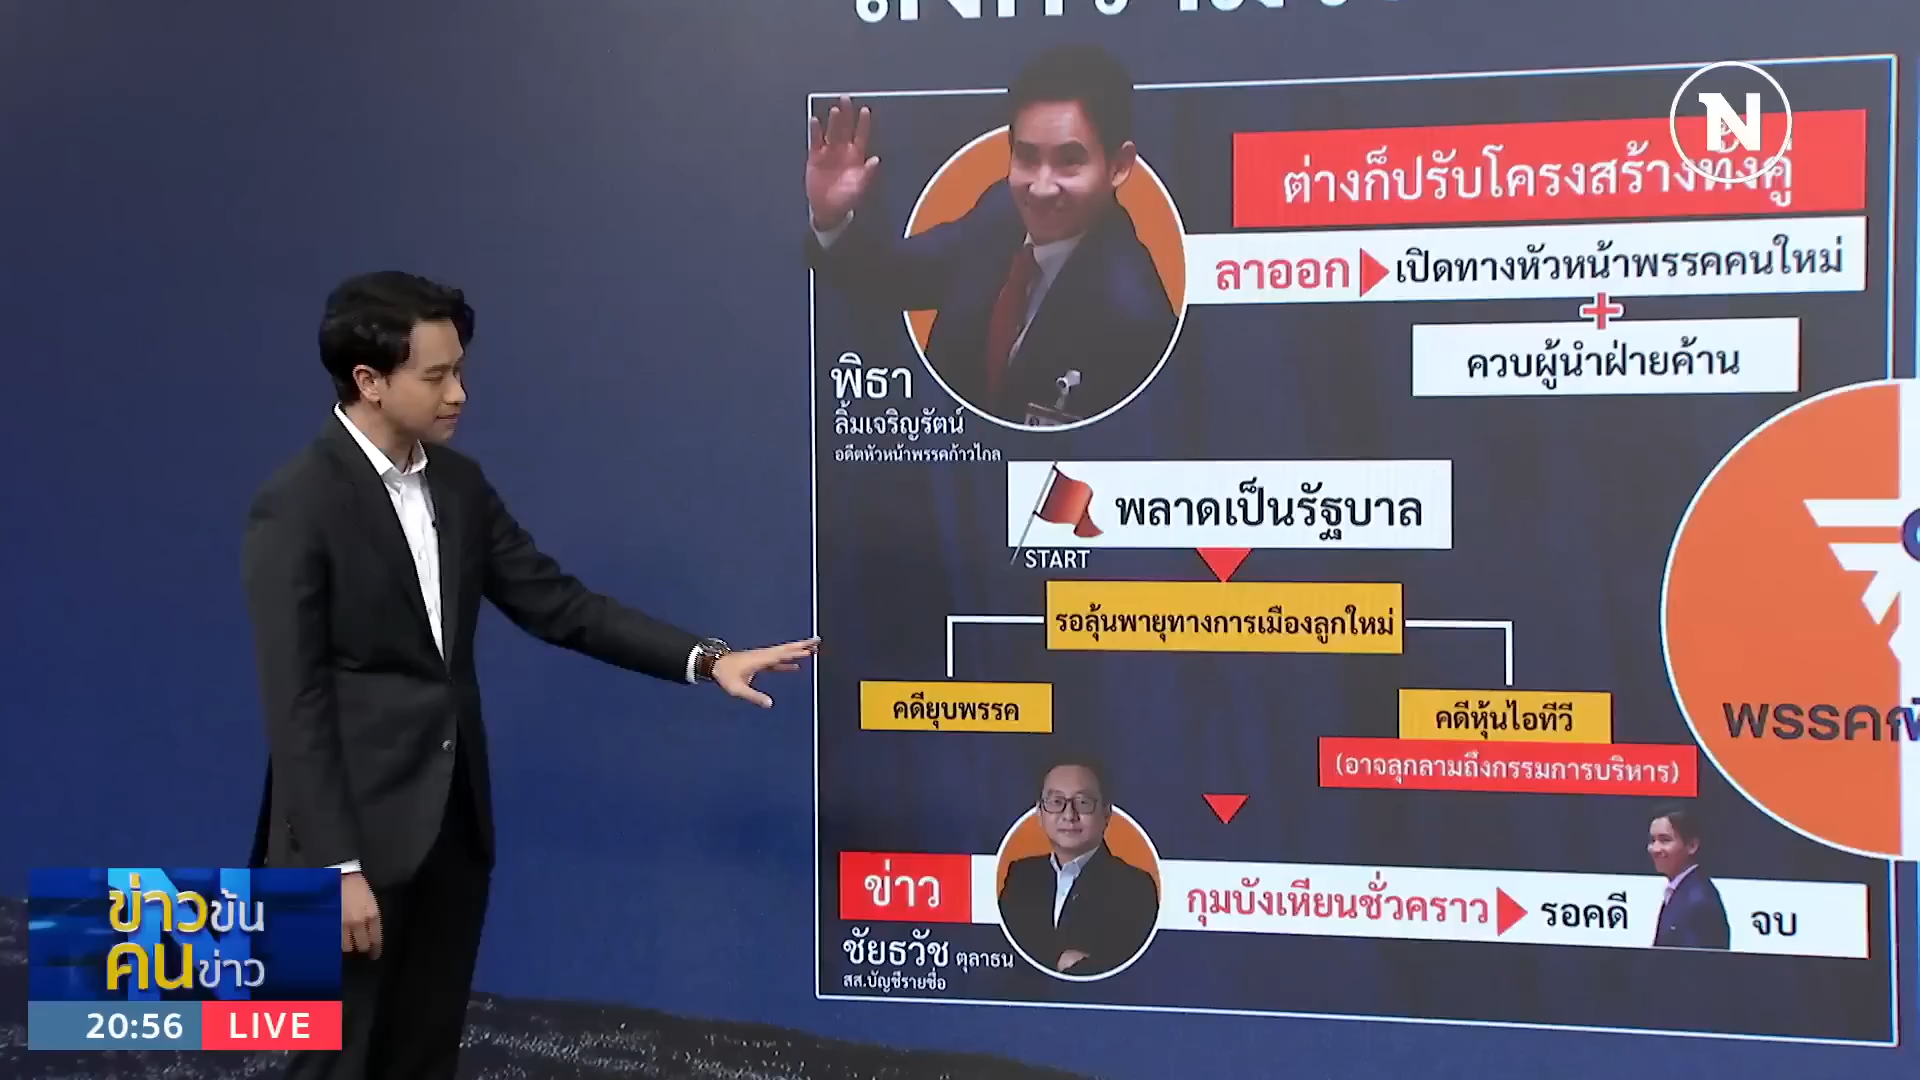 N
ต่างก็ปรับโครงสร้างทั้งคู่
ลาออก
เปิดทางหัวหน้าพรรคคนใหม่
+
ควบผู้นำฝ่ายค้าน
พิธา
ลิ้มเจริญรัตน์
อดีตหัวหน้าพรรคก้าวไกล
พลาดเป็นรัฐบาล
START
รอลุ้นพายุทางการเมืองลูกใหม่
คดียุบพรรค
คดีหุ้นไอทีวี
(อาจลุกลามถึงกรรมการบริหาร)
ข่าว
กุมบังเหียนชั่วคราว
รอคดี
จบ
ชัยธวัช ตุลาธน
สส.บัญชีรายชื่อ
ข่าวข้น
คนข่าว
20:56 LIVE